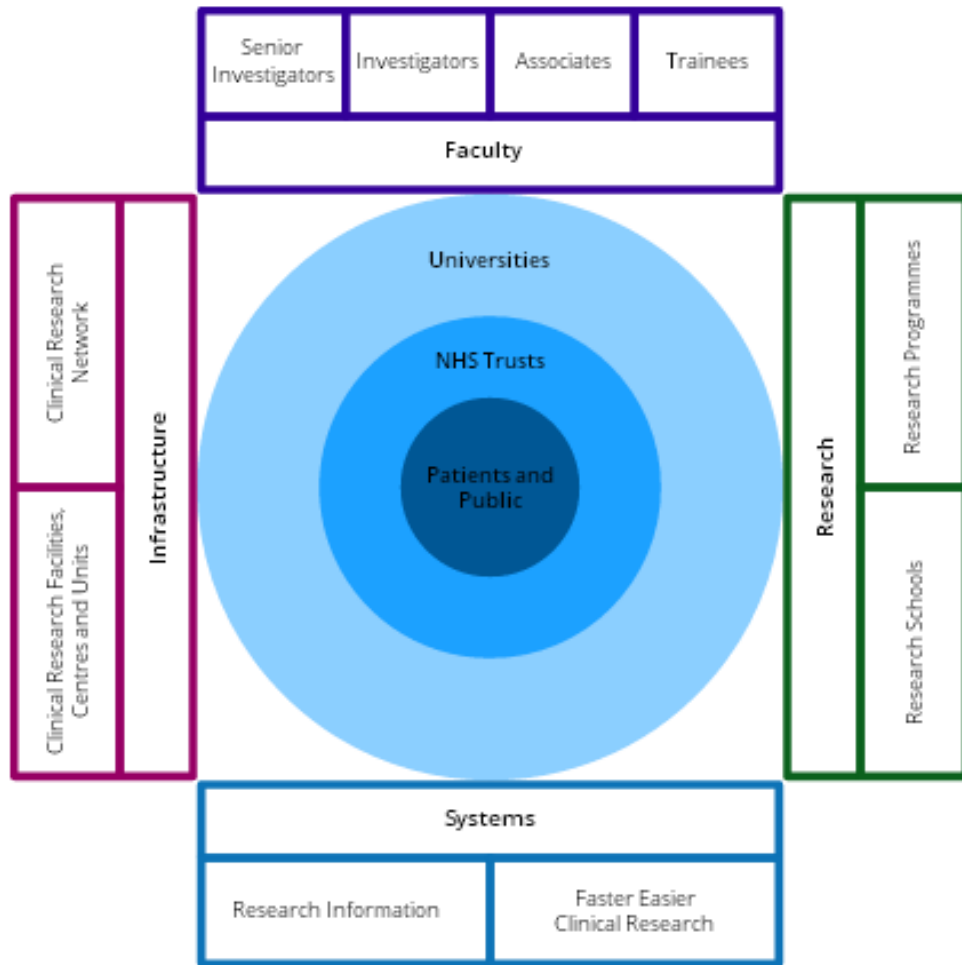 Senior
Investigators
Investigators
Associates
Trainees
Faculty
Clinical Research
Network
Clinical Research Facilities,
Centres and Units
Infrastructure
Universities
NHS Trusts
Patients and
Public
Research
Research Programmes
Research Schools
Systems
Research Information
Faster Easier
Clinical Research